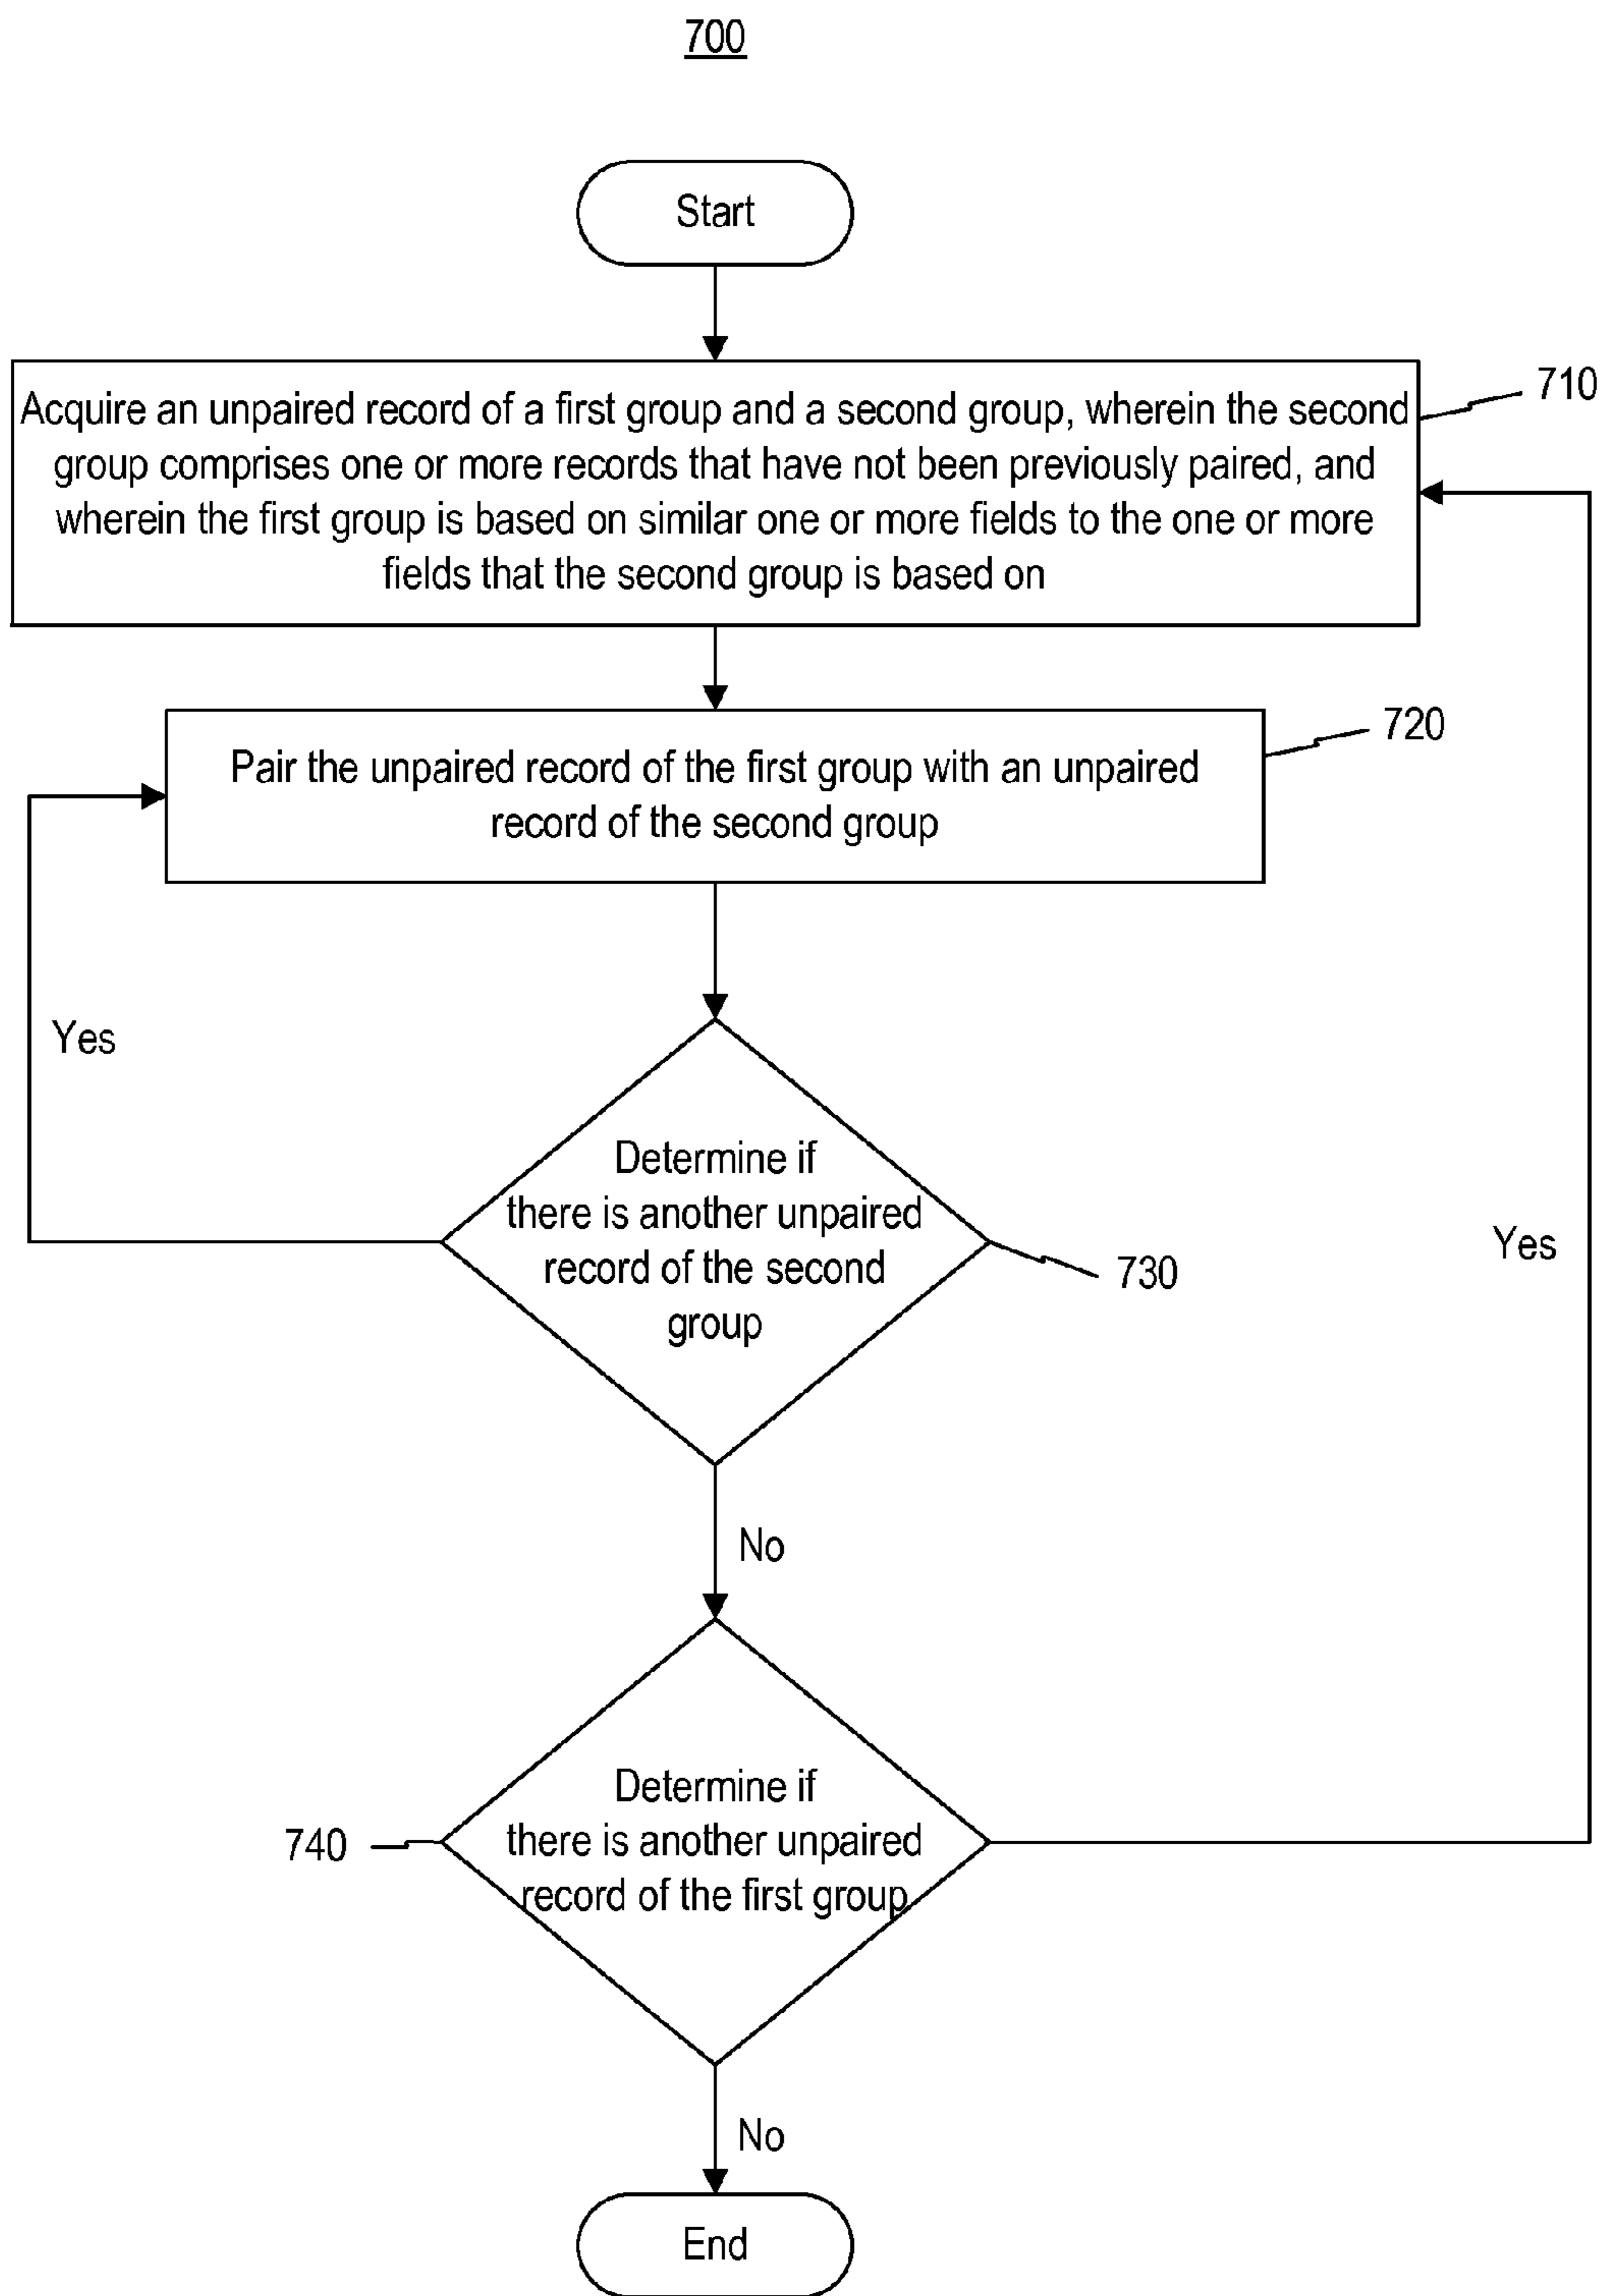 700
Start
Acquire an unpaired record of a first group and a second group, wherein the second
group comprises one or more records that have not been previously paired, and
wherein the first group is based on similar one or more fields to the one or more
fields that the second group is based on
710
Pair the unpaired record of the first group with an unpaired
record of the second group
720
Yes
Determine if
there is another unpaired
record of the second
group
730
Yes
No
Determine if
there is another unpaired
record of the first group
740
No
End